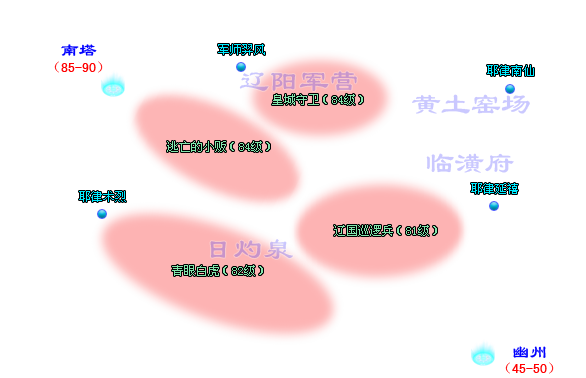 南塔
(85-90)
军师羿风
辽阳军营
耶律南仙
皇城守卫(84级)
黄土窑场
逃亡的小贩(84级)
临潢府
耶律术烈
耶律延禧
辽国巡逻兵(81级)
日灼泉
青眼白虎(82级)
幽州
(45-50)